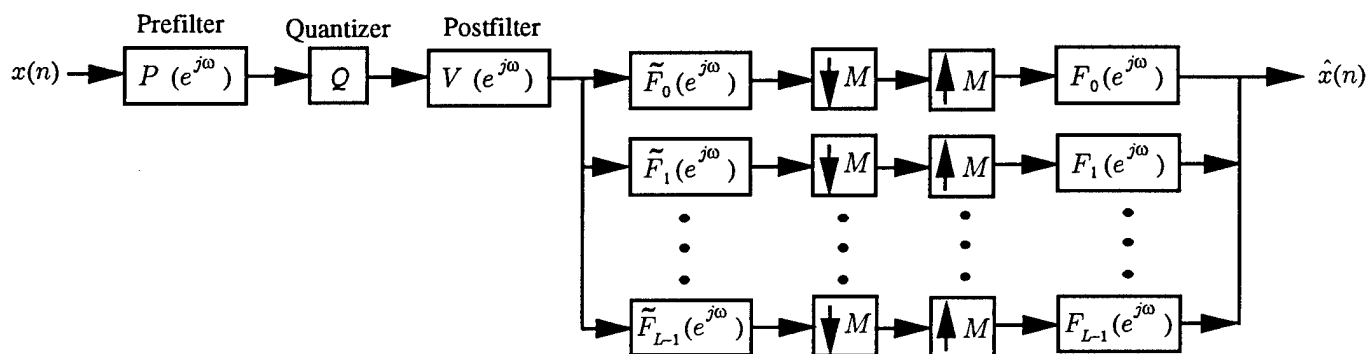 Prefilter Quantizer Postfilter
x(n) P (e^{jω}) Q V (e^{jω}) F̃_0(e^{jω}) M M F_0(e^{jω}) x̂(n)
F̃_1(e^{jω}) M M F_1(e^{jω})
F̃_{L-1}(e^{jω}) M M F_{L-1}(e^{jω})